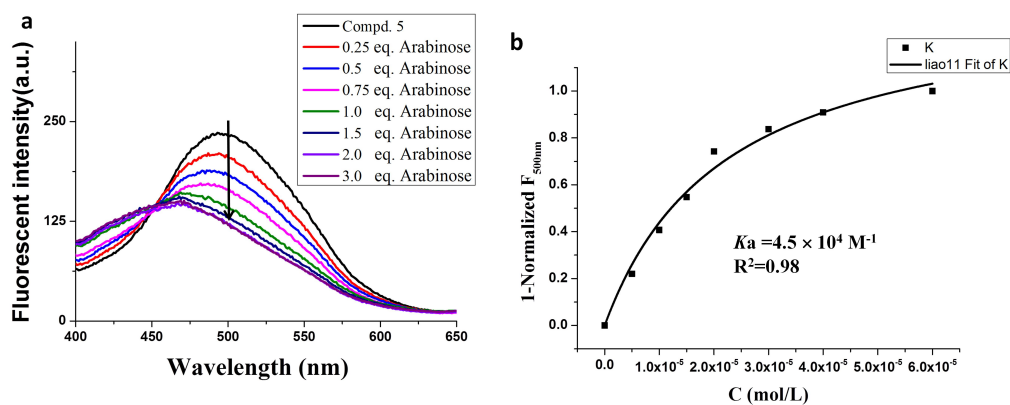 a
Compd. 5
0.25 eq. Arabinose
0.5 eq. Arabinose
0.75 eq. Arabinose
1.0 eq. Arabinose
1.5 eq. Arabinose
2.0 eq. Arabinose
3.0 eq. Arabinose
Fluorescent intensity(a.u.)
250
125
0
400
450
500
550
600
650
Wavelength (nm)
b
K
liao11 Fit of K
1-Normalized F500nm
1.0
0.8
0.6
0.4
0.2
0.0
Ka =4.5 × 10⁴ M⁻¹
R²=0.98
0.0
1.0x10⁻⁵
2.0x10⁻⁵
3.0x10⁻⁵
4.0x10⁻⁵
5.0x10⁻⁵
6.0x10⁻⁵
C (mol/L)